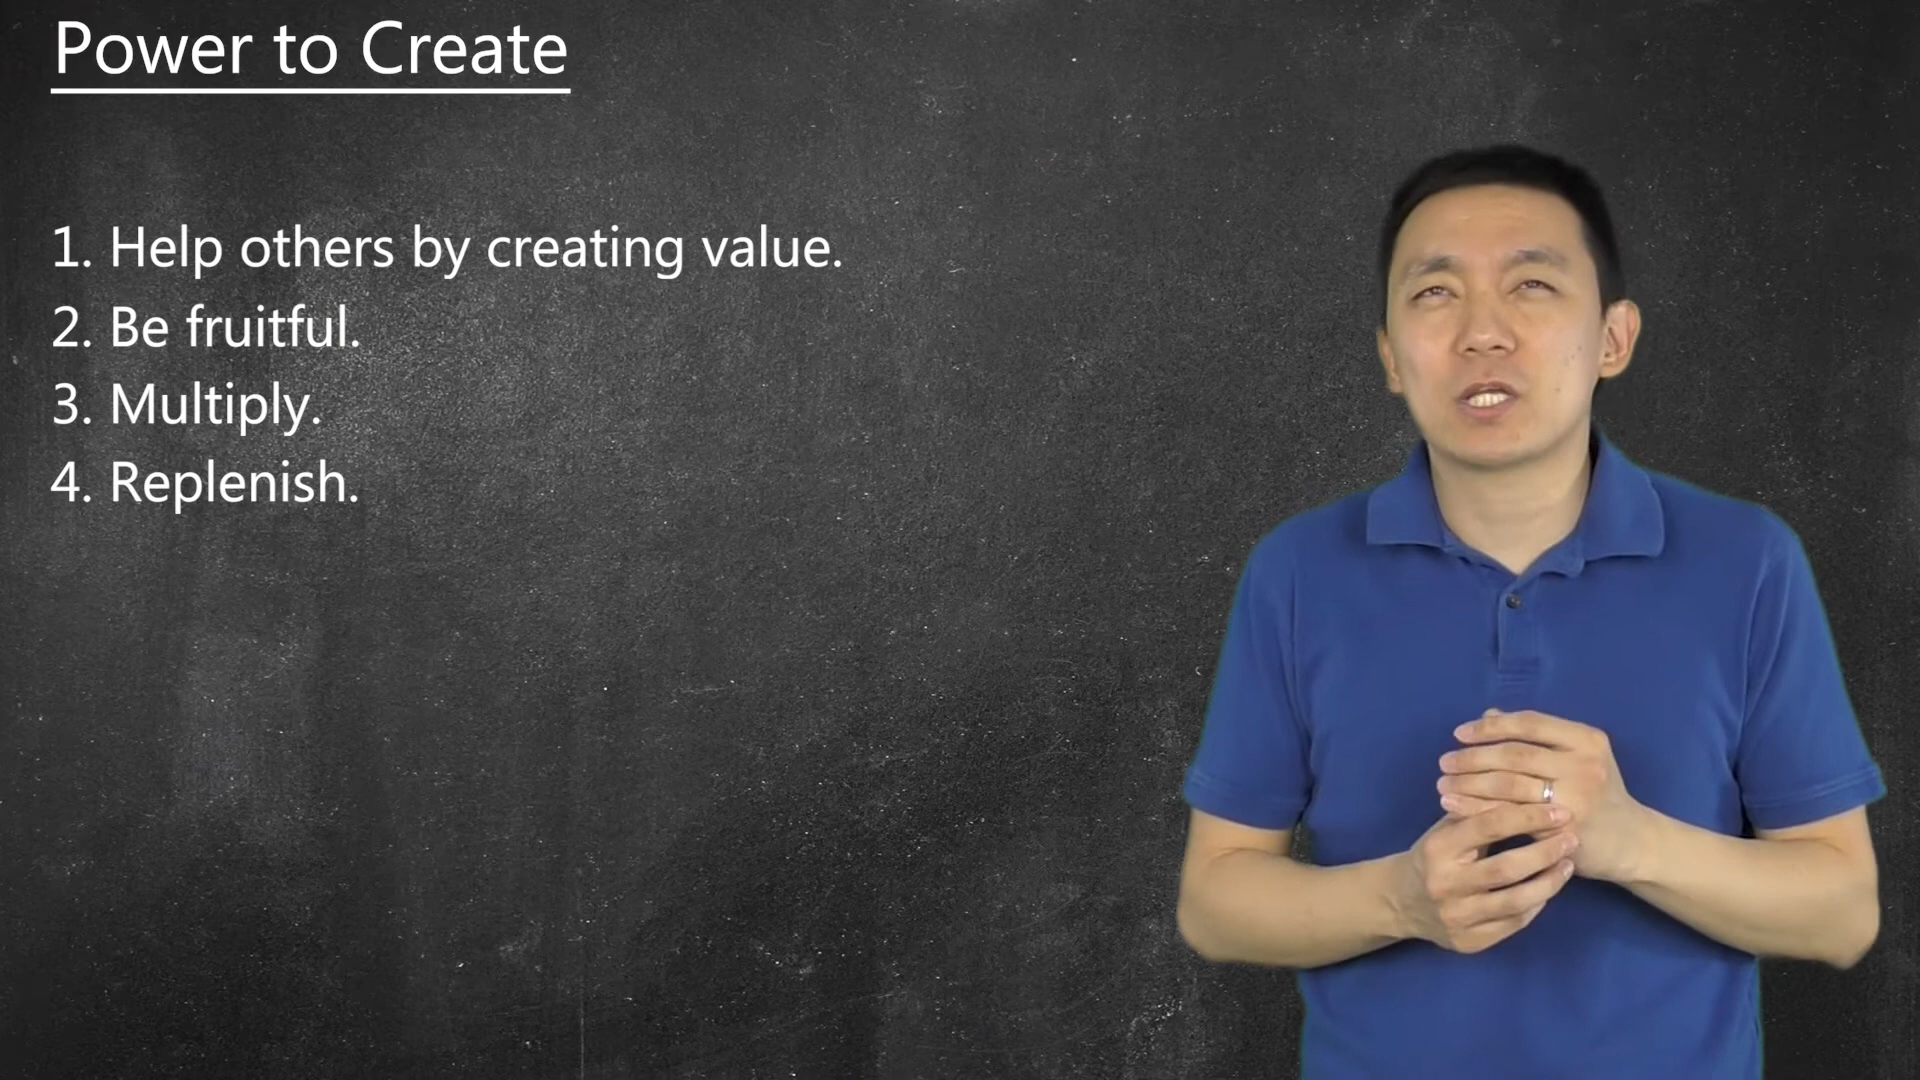 Power to Create
1. Help others by creating value.
2. Be fruitful.
3. Multiply.
4. Replenish.